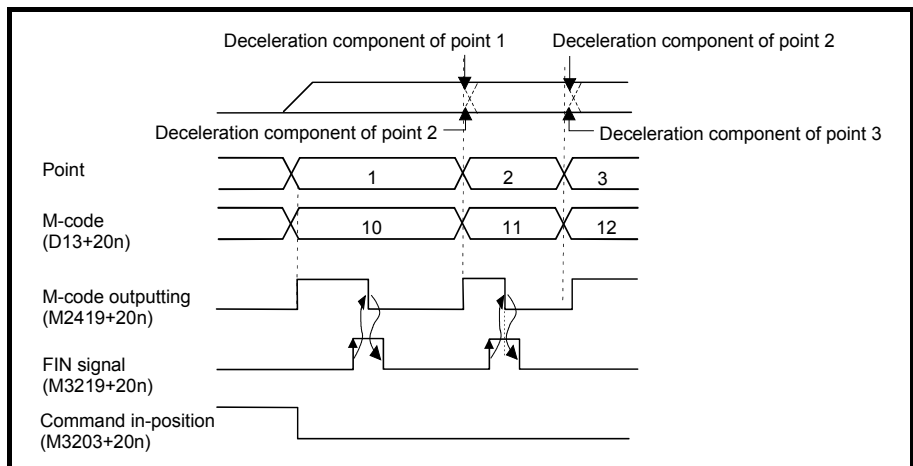 Deceleration component of point 1
Deceleration component of point 2
Deceleration component of point 2
Deceleration component of point 3
Point
1
2
3
M-code
(D13+20n)
10
11
12
M-code outputting
(M2419+20n)
FIN signal
(M3219+20n)
Command in-position
(M3203+20n)